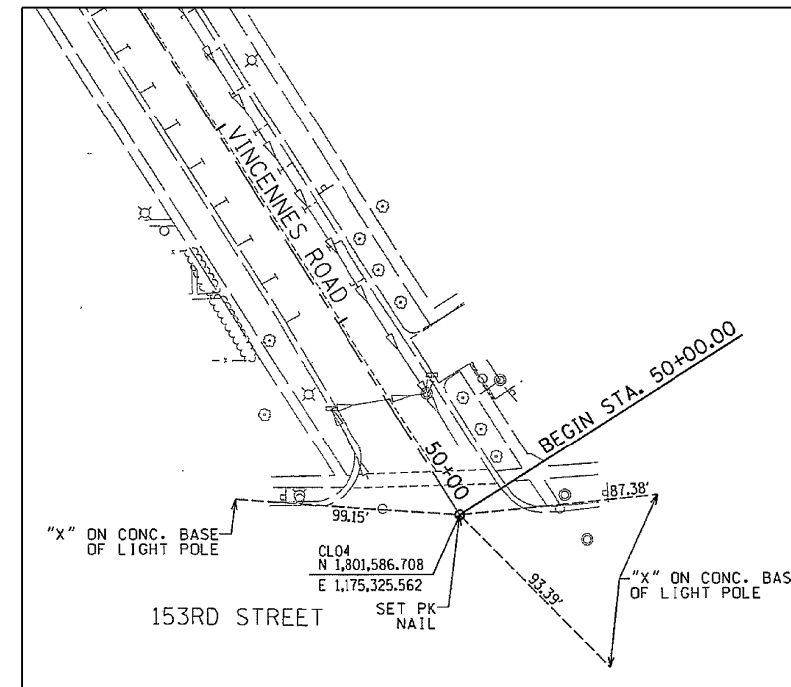 VINCENNES ROAD
BEGIN STA. 50+00.00
50+00
87.38'
99.15'
"X" ON CONC. BASE
OF LIGHT POLE
CL04
N 1,801,586.708
E 1,175,325.562
SET PK
NAIL
93.39'
"X" ON CONC. BAS
OF LIGHT POLE
153RD STREET